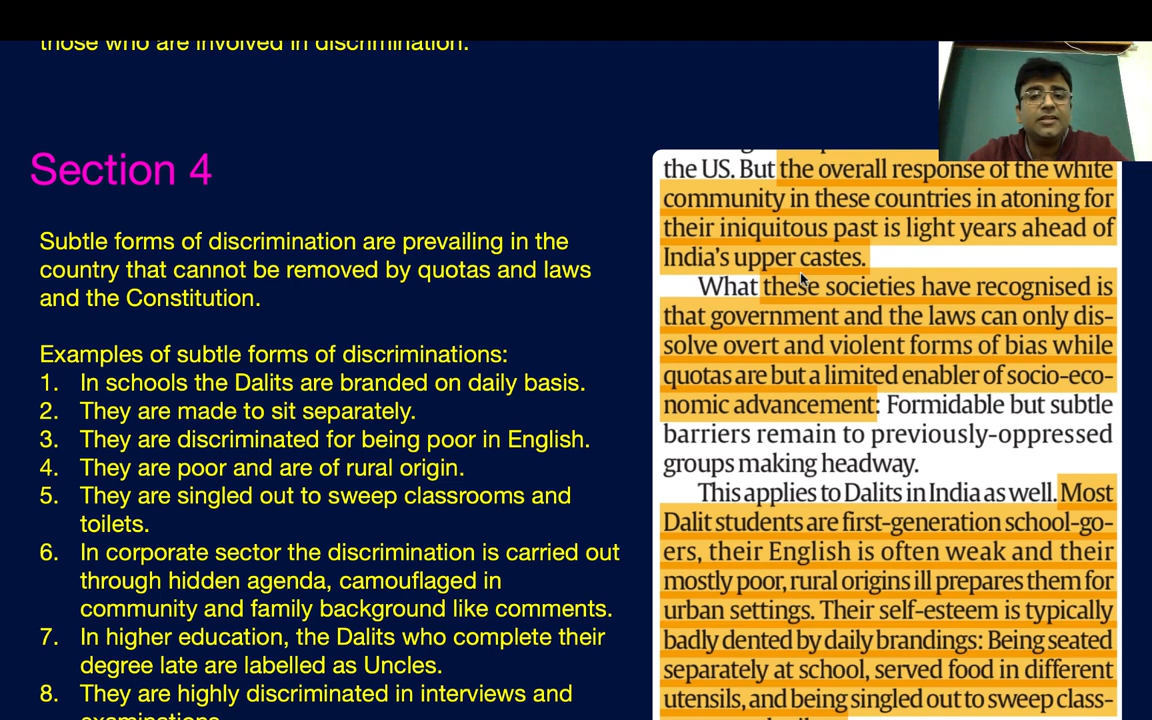 those who are involved in discrimination.
Section 4
Subtle forms of discrimination are prevailing in the
country that cannot be removed by quotas and laws
and the Constitution.
Examples of subtle forms of discriminations:
1. In schools the Dalits are branded on daily basis.
2. They are made to sit separately.
3. They are discriminated for being poor in English.
4. They are poor and are of rural origin.
5. They are singled out to sweep classrooms and
toilets.
6. In corporate sector the discrimination is carried out
through hidden agenda, camouflaged in
community and family background like comments.
7. In higher education, the Dalits who complete their
degree late are labelled as Uncles.
8. They are highly discriminated in interviews and
examinations
the US. But the overall response of the white
community in these countries in atoning for
their iniquitous past is light years ahead of
India's upper castes.
What these societies have recognised is
that government and the laws can only dis-
solve overt and violent forms of bias while
quotas are but a limited enabler of socio-eco-
nomic advancement: Formidable but subtle
barriers remain to previously-oppressed
groups making headway.
This applies to Dalits in India as well. Most
Dalit students are first-generation school-go-
ers, their English is often weak and their
mostly poor, rural origins ill prepares them for
urban settings. Their self-esteem is typically
badly dented by daily brandings: Being seated
separately at school, served food in different
utensils, and being singled out to sweep class-